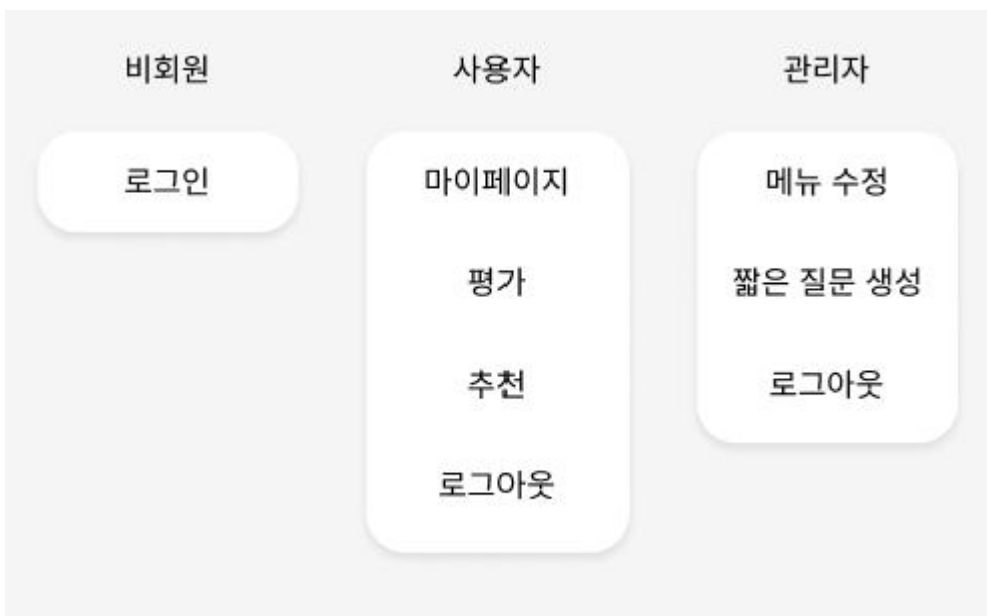 비회원
사용자
관리자
로그인
마이페이지
평가
추천
로그아웃
메뉴 수정
짧은 질문 생성
로그아웃